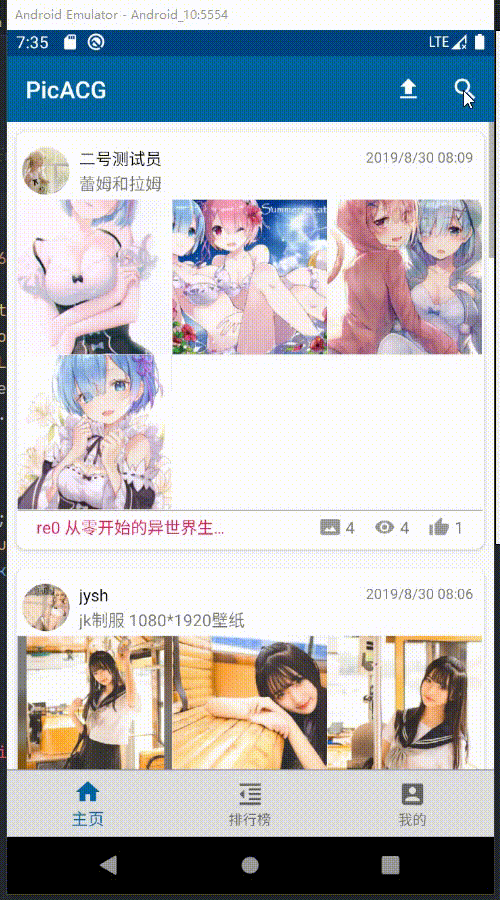 Android Emulator - Android_10:5554
7:35
LTE
PicACG
二号测试员
2019/8/30 08:09
蕾姆和拉姆
Summer
re0 从零开始的异世界生...
4
4
1
jysh
2019/8/30 08:06
jk制服 1080*1920壁纸
主页
排行榜
我的